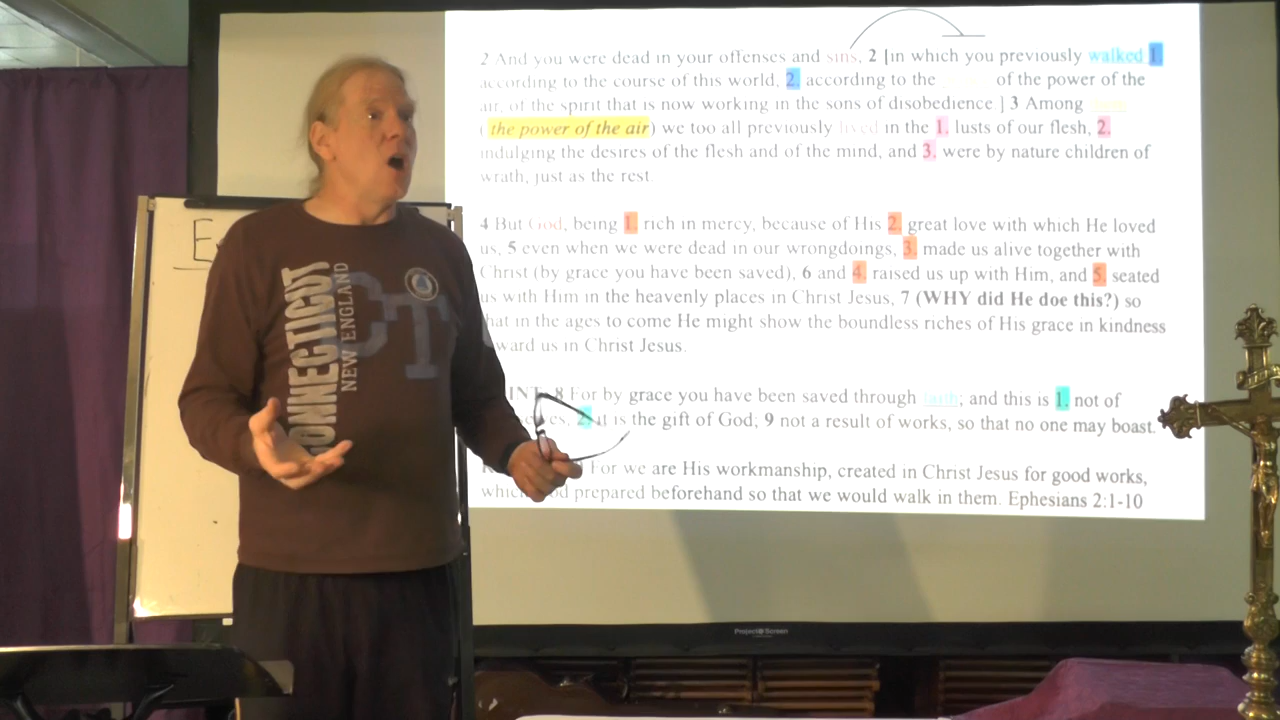 2 And you were dead in your offenses and sins, 2 [in which you previously walked 1.
according to the course of this world, 2. according to the of the power of the
air, of the spirit that is now working in the sons of disobedience ] 3 Among
( the power of the air) we too all previously lived in the 1. lusts of our flesh, 2.
indulging the desires of the flesh and of the mind, and 3. were by nature children of
wrath, just as the rest.
4 But God, being 1. rich in mercy, because of His 2. great love with which He loved
us, 5 even when we were dead in our wrongdoings, 3. made us alive together with
Christ (by grace you have been saved), 6 and 4. raised us up with Him, and 5. seated
us with Him in the heavenly places in Christ Jesus, 7 (WHY did He doe this?) so
hat in the ages to come He might show the boundless riches of His grace in kindness
ward us in Christ Jesus.
8 For by grace you have been saved through faith; and this is 1. not of
2. it is the gift of God; 9 not a result of works, so that no one may boast.
For we are His workmanship, created in Christ Jesus for good works,
prepared beforehand so that we would walk in them. Ephesians 2:1-10
CONNECTICUT
NEW ENGLAND
CT